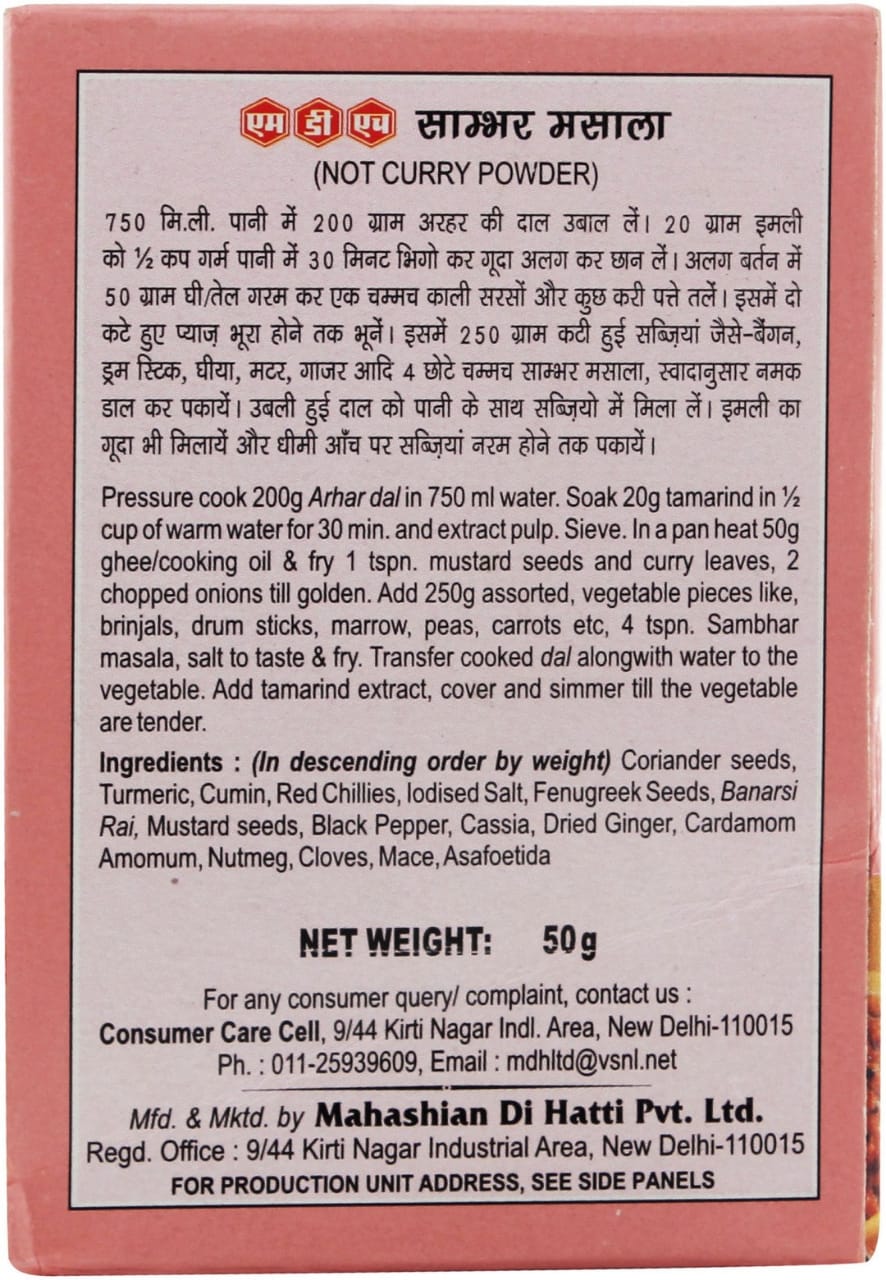 एम डी एच साम्भर मसाला
(NOT CURRY POWDER)
750 मि.ली. पानी में 200 ग्राम अरहर की दाल उबाल लें। 20 ग्राम इमली
को ½ कप गर्म पानी में 30 मिनट भिगो कर गूदा अलग कर छान लें। अलग बर्तन में
50 ग्राम घी/तेल गरम कर एक चम्मच काली सरसों और कुछ करी पत्ते तलें। इसमें दो
कटे हुए प्याज़ भूरा होने तक भूनें। इसमें 250 ग्राम कटी हुई सब्ज़ियां जैसे-बैंगन,
ड्रम स्टिक, घीया, मटर, गाजर आदि 4 छोटे चम्मच साम्भर मसाला, स्वादानुसार नमक
डाल कर पकायें। उबली हुई दाल को पानी के साथ सब्ज़ियो में मिला लें। इमली का
गूदा भी मिलायें और धीमी आँच पर सब्ज़ियां नरम होने तक पकायें।
Pressure cook 200g Arhar dal in 750 ml water. Soak 20g tamarind in ½
cup of warm water for 30 min. and extract pulp. Sieve. In a pan heat 50g
ghee/cooking oil & fry 1 tspn. mustard seeds and curry leaves, 2
chopped onions till golden. Add 250g assorted, vegetable pieces like,
brinjals, drum sticks, marrow, peas, carrots etc, 4 tspn. Sambhar
masala, salt to taste & fry. Transfer cooked dal alongwith water to the
vegetable. Add tamarind extract, cover and simmer till the vegetable
are tender.
Ingredients : (In descending order by weight) Coriander seeds,
Turmeric, Cumin, Red Chillies, Iodised Salt, Fenugreek Seeds, Banarsi
Rai, Mustard seeds, Black Pepper, Cassia, Dried Ginger, Cardamom
Amomum, Nutmeg, Cloves, Mace, Asafoetida
NET WEIGHT: 50g
For any consumer query/ complaint, contact us :
Consumer Care Cell, 9/44 Kirti Nagar Indl. Area, New Delhi-110015
Ph. : 011-25939609, Email : mdhltd@vsnl.net
Mfd. & Mktd. by Mahashian Di Hatti Pvt. Ltd.
Regd. Office : 9/44 Kirti Nagar Industrial Area, New Delhi-110015
FOR PRODUCTION UNIT ADDRESS, SEE SIDE PANELS